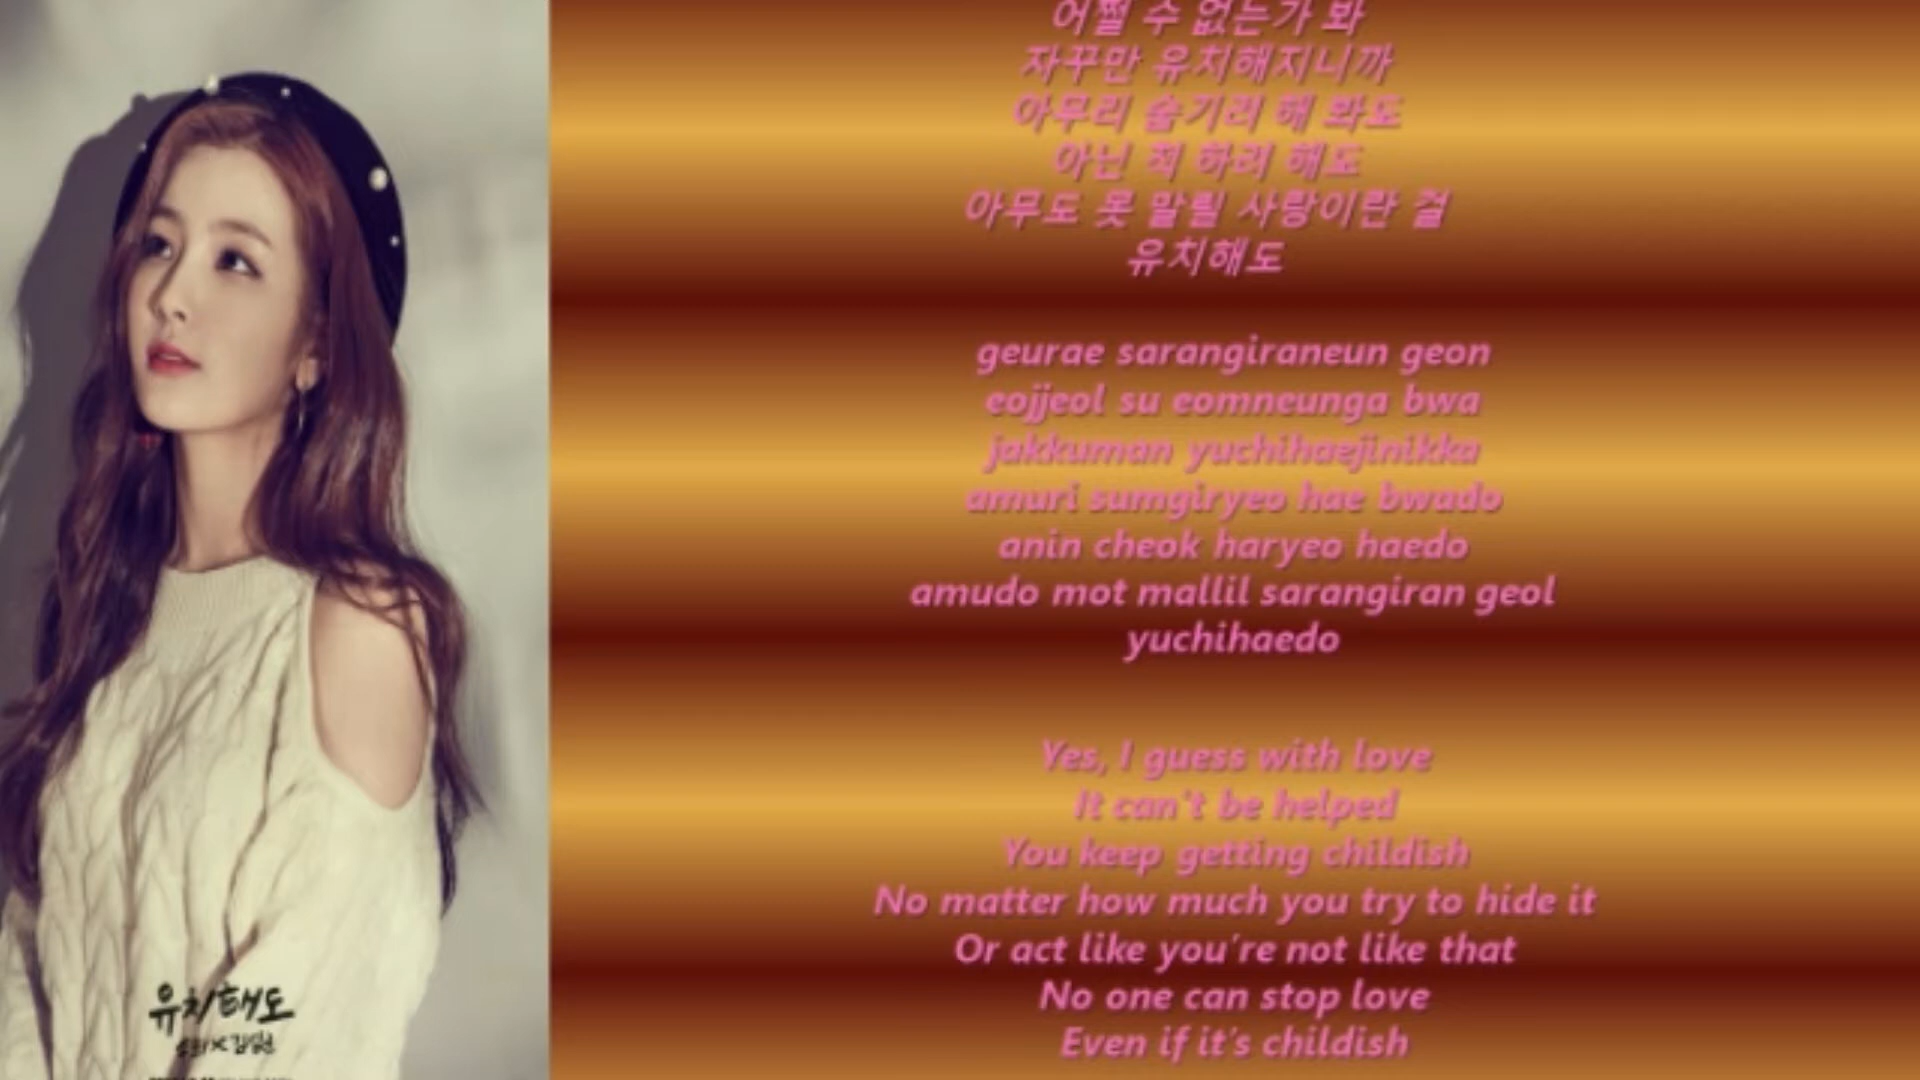 어쩔 수 없는가 봐
자꾸만 유치해지니까
아무리 숨기려 해 봐도
아닌 척 하려 해도
아무도 못 말릴 사랑이란 걸
유치해도
geurae sarangiraneun geon
eojjeol su eomneunga bwa
jakkuman yuchihaejinikka
amuri sumgiryeo hae bwado
anin cheok haryeo haedo
amudo mot mallil sarangiran geol
yuchihaedo
Yes, I guess with love
It can't be helped
You keep getting childish
No matter how much you try to hide it
Or act like you're not like that
No one can stop love
Even if it's childish
유치해도